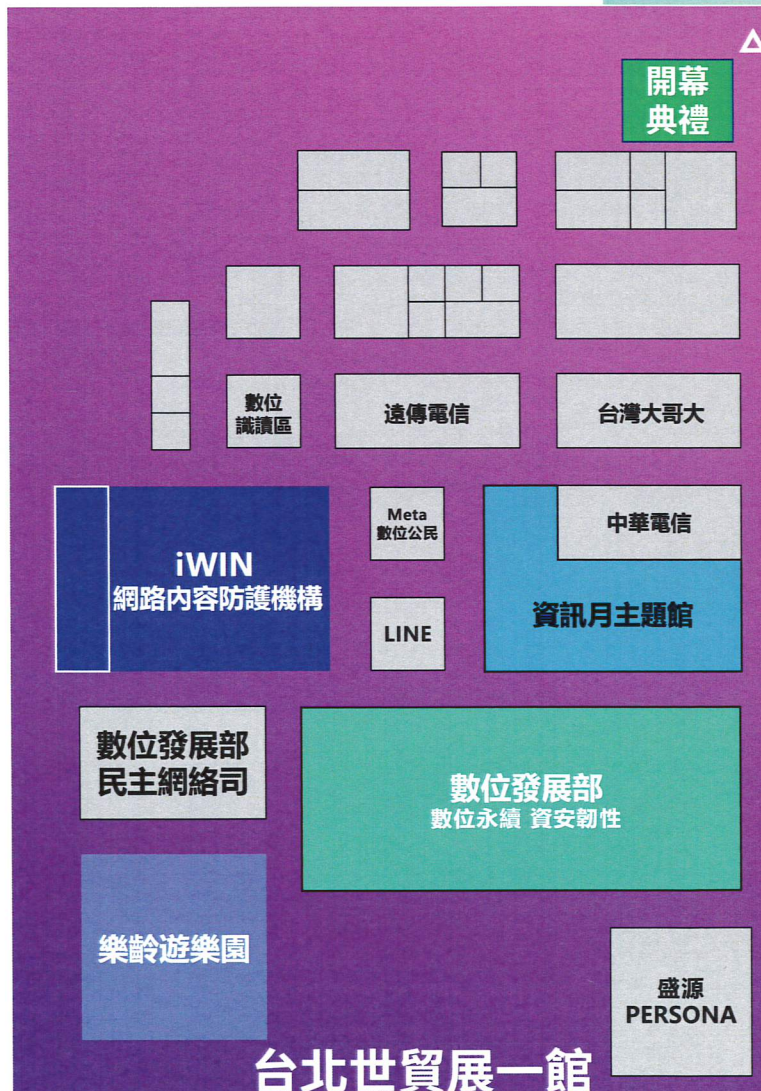 開幕
典禮
數位
識讀區
遠傳電信
台灣大哥大
iWIN
網路內容防護機構
Meta
數位公民
中華電信
LINE
資訊月主題館
數位發展部
民主網絡司
數位發展部
數位永續 資安韌性
樂齡遊樂園
盛源
PERSONA
台北世貿展一館